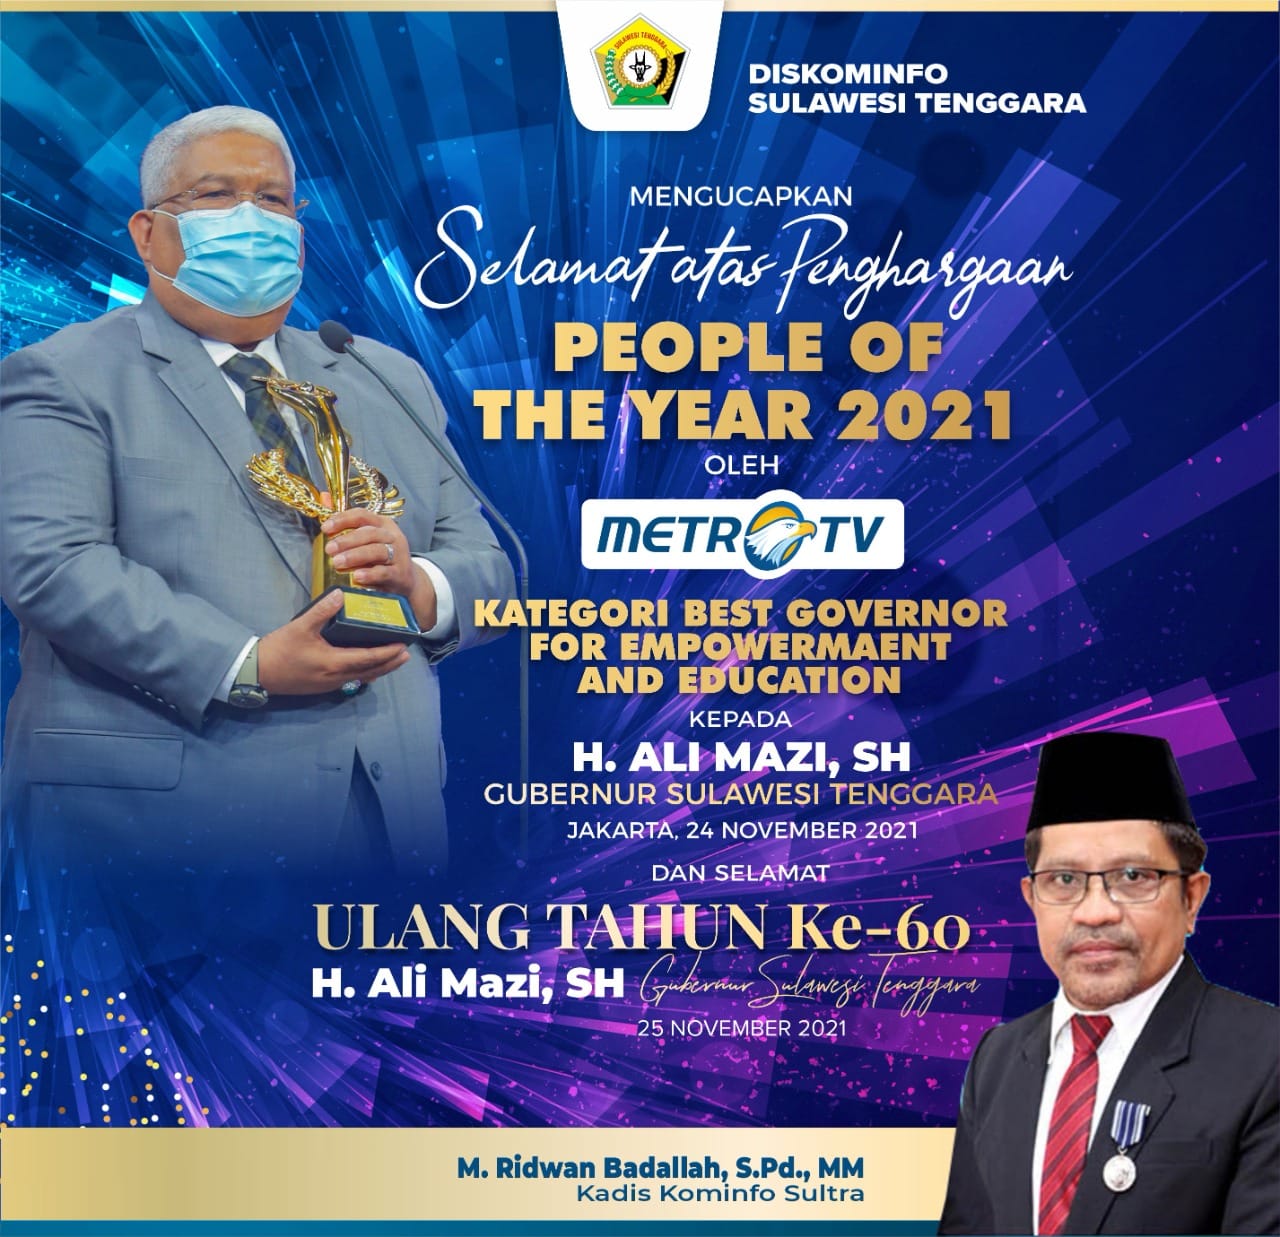 SULAWESI TENGGARA
DISKOMINFO
SULAWESI TENGGARA
MENGUCAPKAN
Selamat atas Penghargaan
PEOPLE OF
THE YEAR 2021
OLEH
METRO TV
KATEGORI BEST GOVERNOR
FOR EMPOWERMAENT
AND EDUCATION
KEPADA
H. ALI MAZI, SH
GUBERNUR SULAWESI TENGGARA
JAKARTA, 24 NOVEMBER 2021
DAN SELAMAT
ULANG TAHUN Ke-60
H. Ali Mazi, SH Gubernur Sulawesi Tenggara
25 NOVEMBER 2021
M. Ridwan Badallah, S.Pd., MM
Kadis Kominfo Sultra